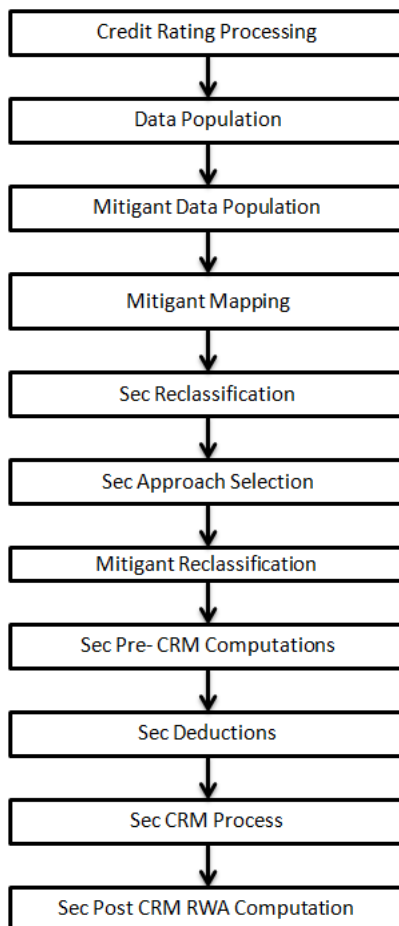 Credit Rating Processing
Data Population
Mitigant Data Population
Mitigant Mapping
Sec Reclassification
Sec Approach Selection
Mitigant Reclassification
Sec Pre- CRM Computations
Sec Deductions
Sec CRM Process
Sec Post CRM RWA Computation